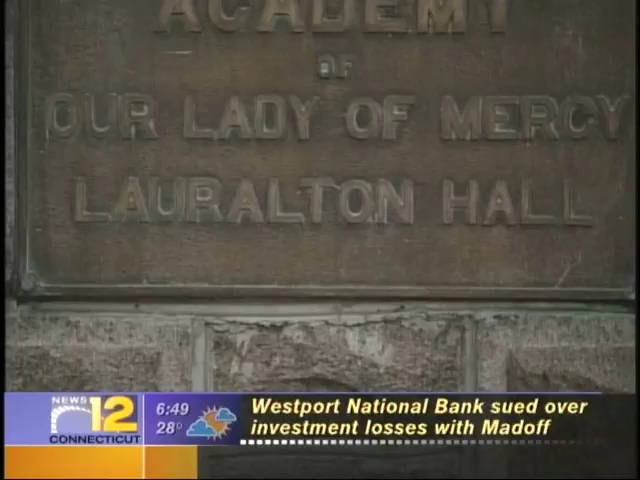 ACADEMY
OF
OUR LADY OF MERCY
LAURALTON HALL
NEWS 12
CONNECTICUT
6:49
28°
Westport National Bank sued over
investment losses with Madoff